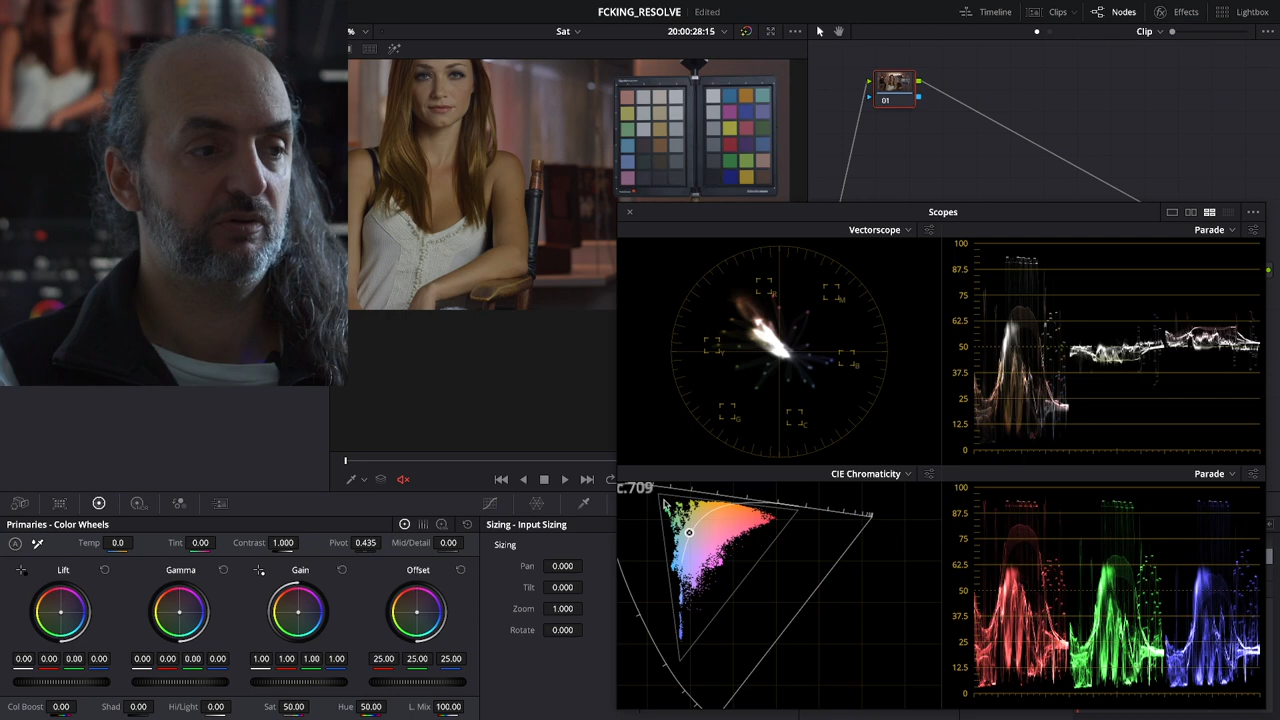 FCKING_RESOLVE Edited
Timeline Clips Nodes Effects Lightbox
% Sat 20:00:28:15 Clip
01
Scopes
Vectorscope Parade
R M
Y B
G C
100
87.5
75
62.5
50
37.5
25
12.5
0
CIE Chromaticity Parade
c.709
100
87.5
75
62.5
50
37.5
25
12.5
0
Primaries - Color Wheels
Temp 0.0 Tint 0.00 Contrast 1.000 Pivot 0.435 Mid/Detail 0.00
Lift Gamma Gain Offset
0.00 0.00 0.00 0.00 0.00 0.00 0.00 0.00 1.00 1.00 1.00 1.00 25.00 25.00 25.00
Col Boost 0.00 Shad 0.00 Hi/Light 0.00 Sat 50.00 Hue 50.00 L. Mix 100.00
Sizing - Input Sizing
Sizing
Pan 0.000
Tilt 0.000
Zoom 1.000
Rotate 0.000